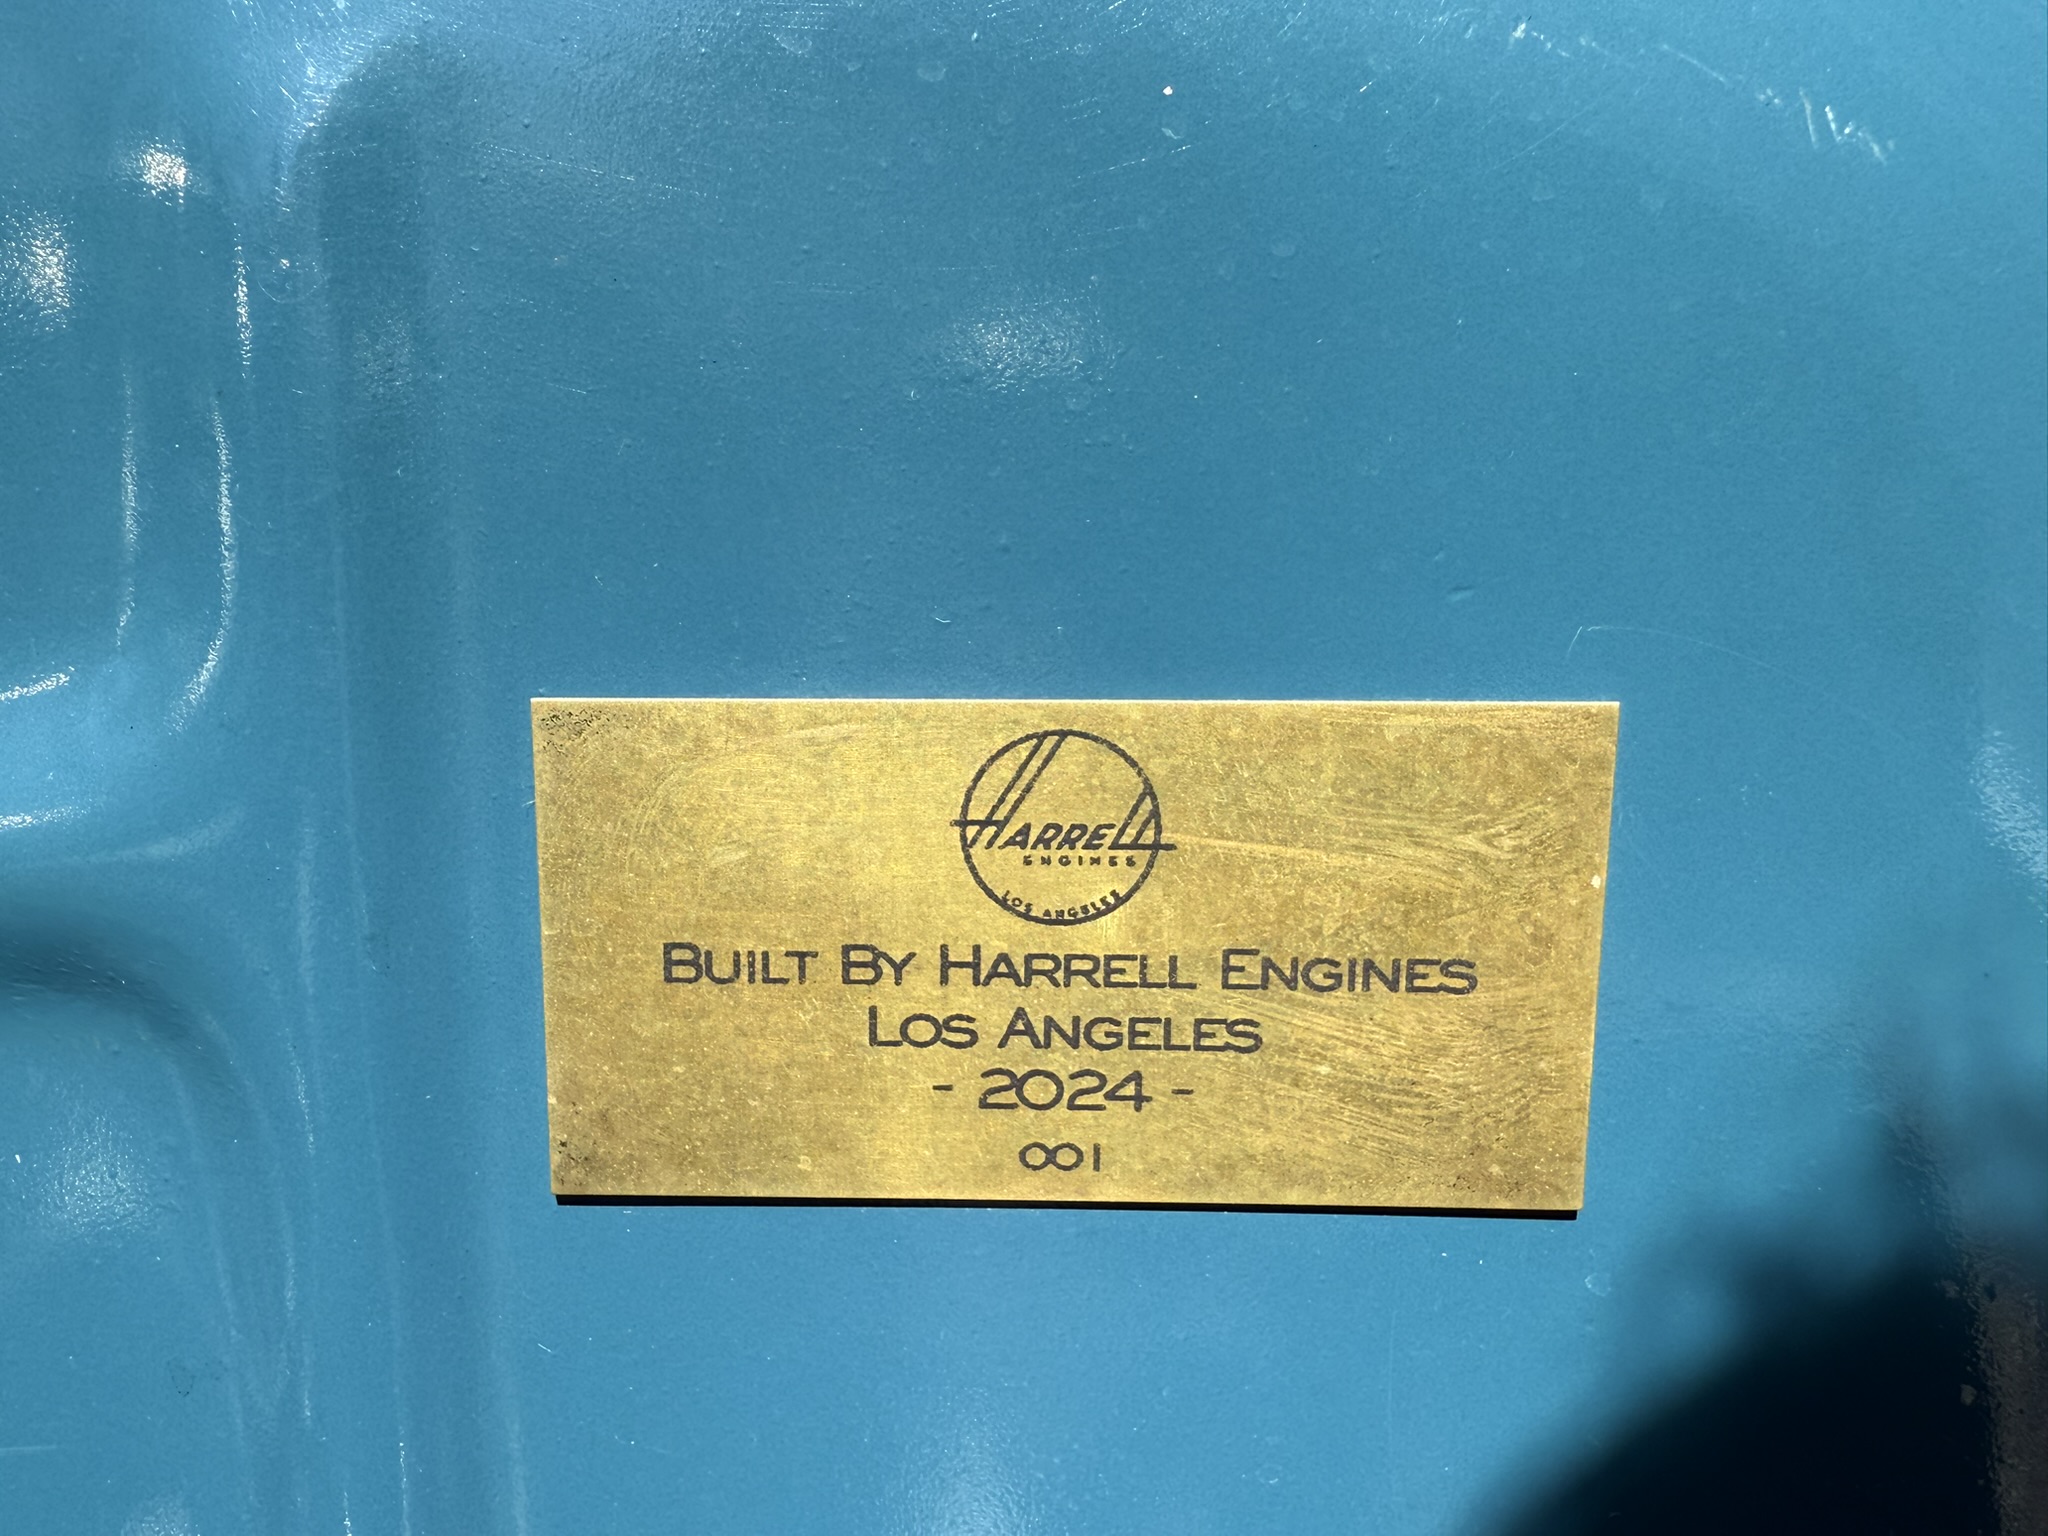 HARRELL
ENGINES
LOS ANGELES
BUILT BY HARRELL ENGINES
LOS ANGELES
- 2024 -
001